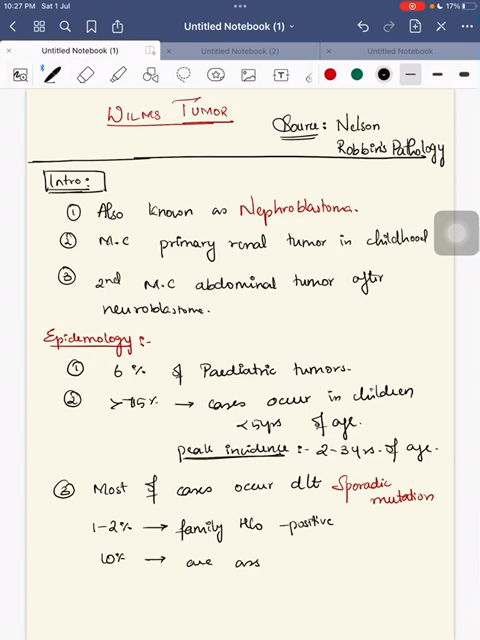 10:27 PM Sat 1 Jul
17%
Untitled Notebook (1)
Untitled Notebook (1)
Untitled Notebook (2)
Untitled Notebook
WILMS TUMOR
Source: Nelson
Robbin's Pathology
Intro:
① Also known as Nephroblastoma.
② M.C primary renal tumor in childhood
③ 2nd M.C abdominal tumor after
neuroblastome.
Epidemology :-
① 6% of Paediatric tumors.
② >75% → cases occur in children
<5yrs of age.
peak incidence :- 2-3yrs of age.
③ Most of cases occur d/t Sporadic
mutation
1-2% → family H/o -positive
10% → are ass